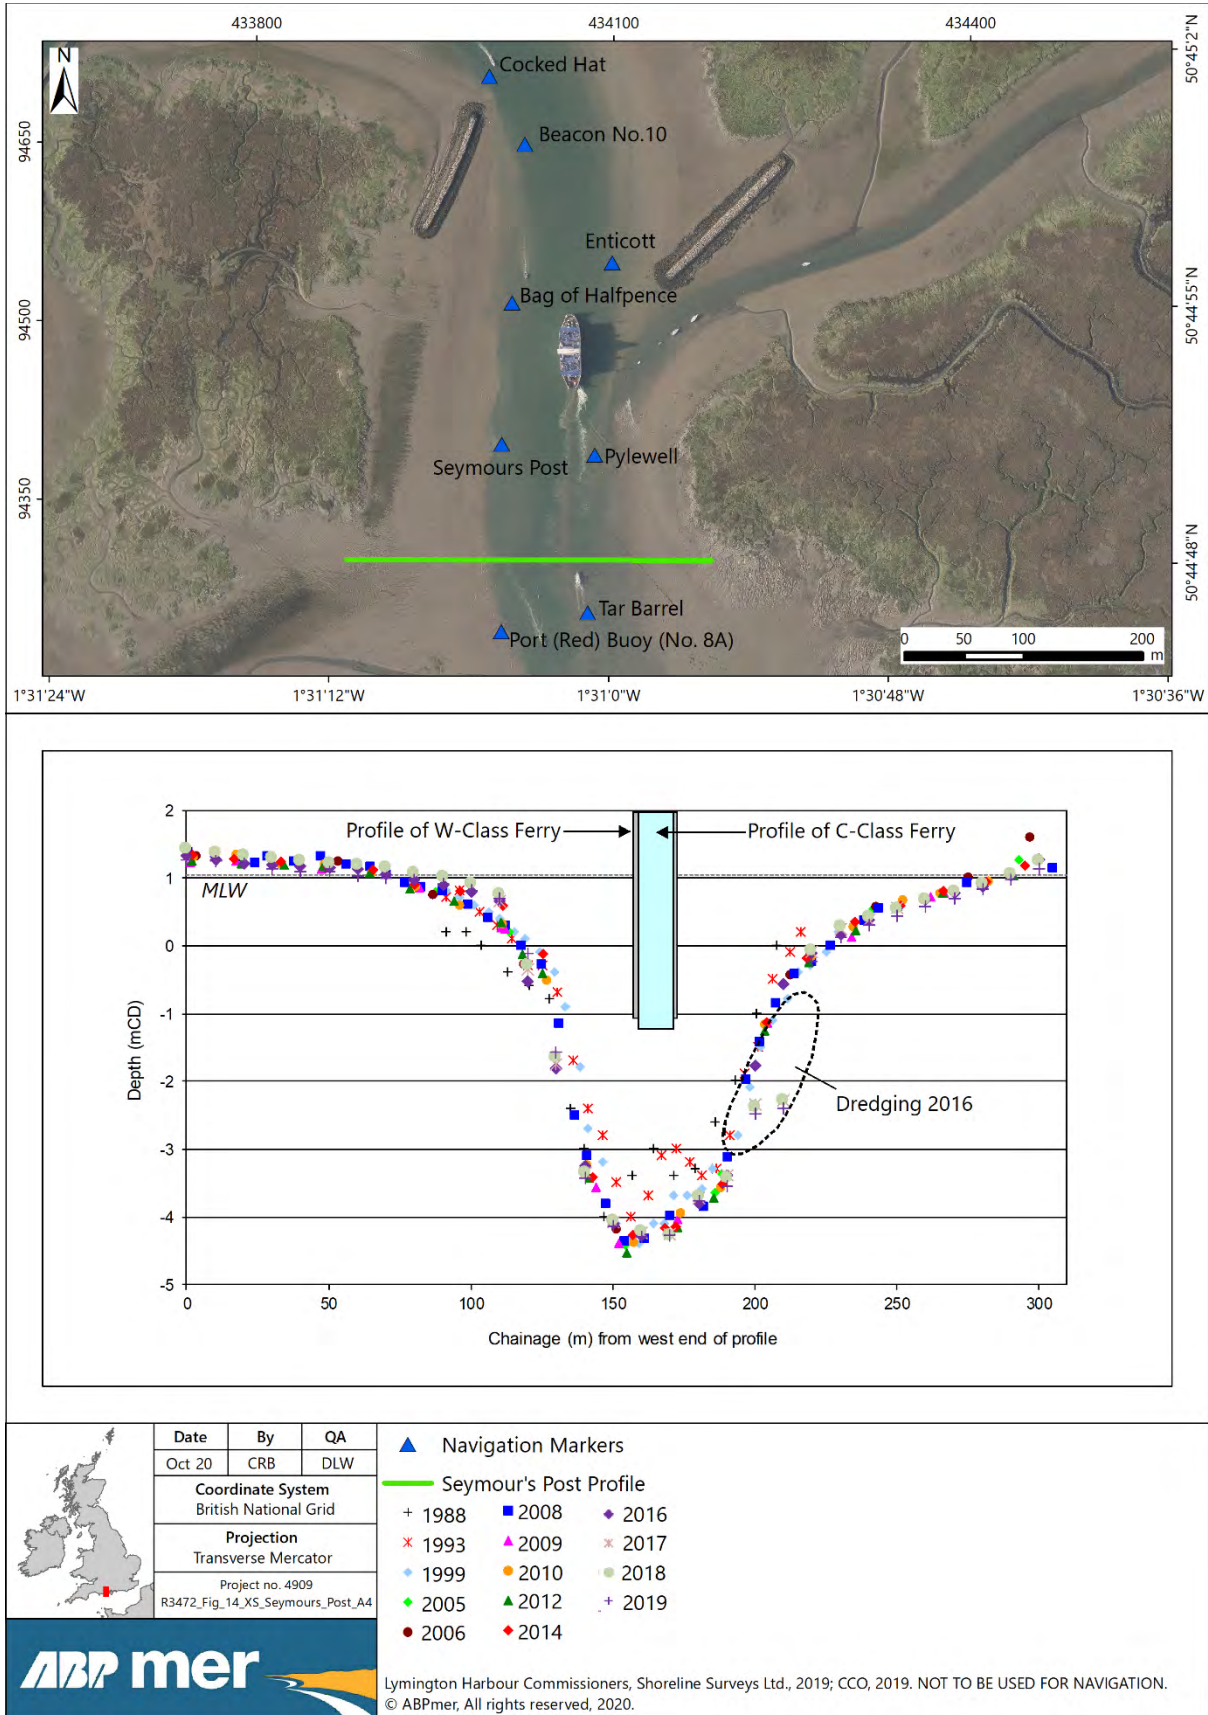 433800 434100 434400
N
50°45'2"N
Cocked Hat
Beacon No.10
94650
Enticott
Bag of Halfpence
94500
50°44'55"N
Seymours Post
Pylewell
94350
50°44'48"N
Tar Barrel
Port (Red) Buoy (No. 8A)
0 50 100 200
m
1°31'24"W 1°31'12"W 1°31'0"W 1°30'48"W 1°30'36"W
2
Profile of W-Class Ferry Profile of C-Class Ferry
1
MLW
0
Depth (mCD)
-1
-2
Dredging 2016
-3
-4
-5
0 50 100 150 200 250 300
Chainage (m) from west end of profile
Date By QA
Oct 20 CRB DLW
Coordinate System
British National Grid
Projection
Transverse Mercator
Project no. 4909
R3472_Fig_14_XS_Seymours_Post_A4
ABP mer
Navigation Markers
Seymour's Post Profile
1988 2008 2016
1993 2009 2017
1999 2010 2018
2005 2012 2019
2006 2014
Lymington Harbour Commissioners, Shoreline Surveys Ltd., 2019; CCO, 2019. NOT TO BE USED FOR NAVIGATION.
© ABPmer, All rights reserved, 2020.